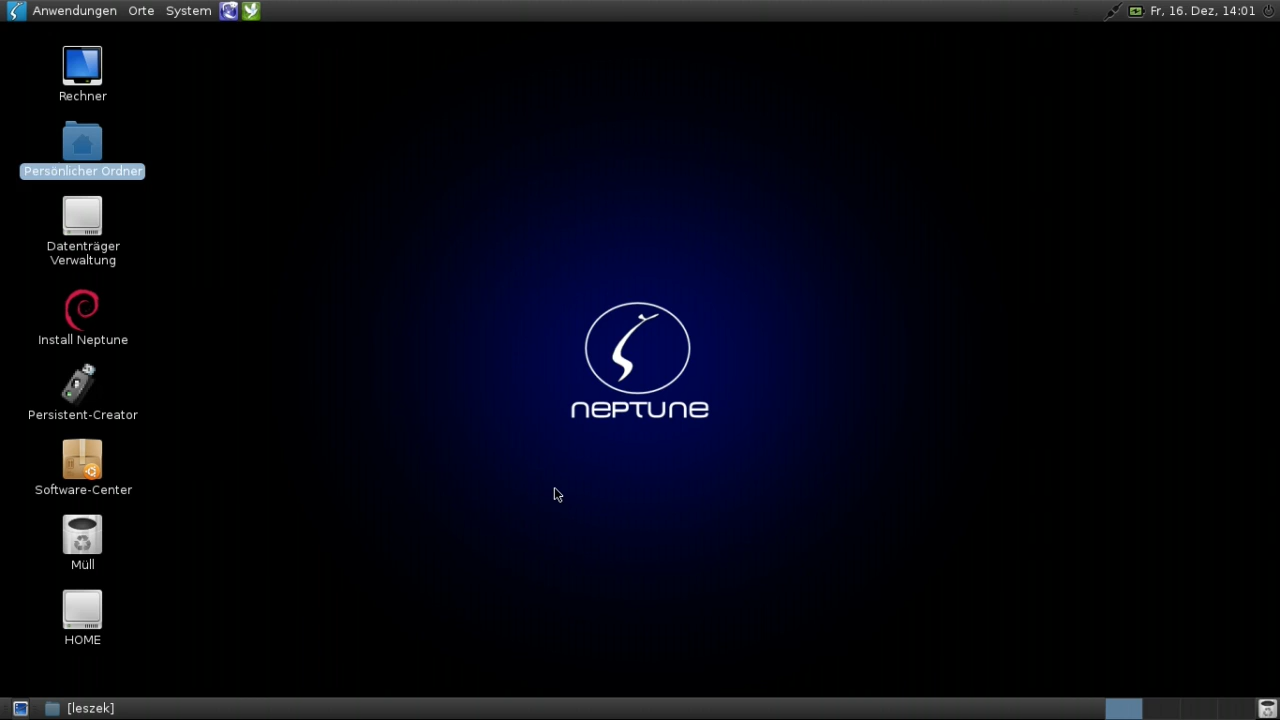 Anwendungen Orte System Fr, 16. Dez, 14:01
Rechner
Persönlicher Ordner
Datenträger
Verwaltung
Install Neptune
Persistent-Creator
Software-Center
Müll
HOME
NEPTUNE
[leszek]